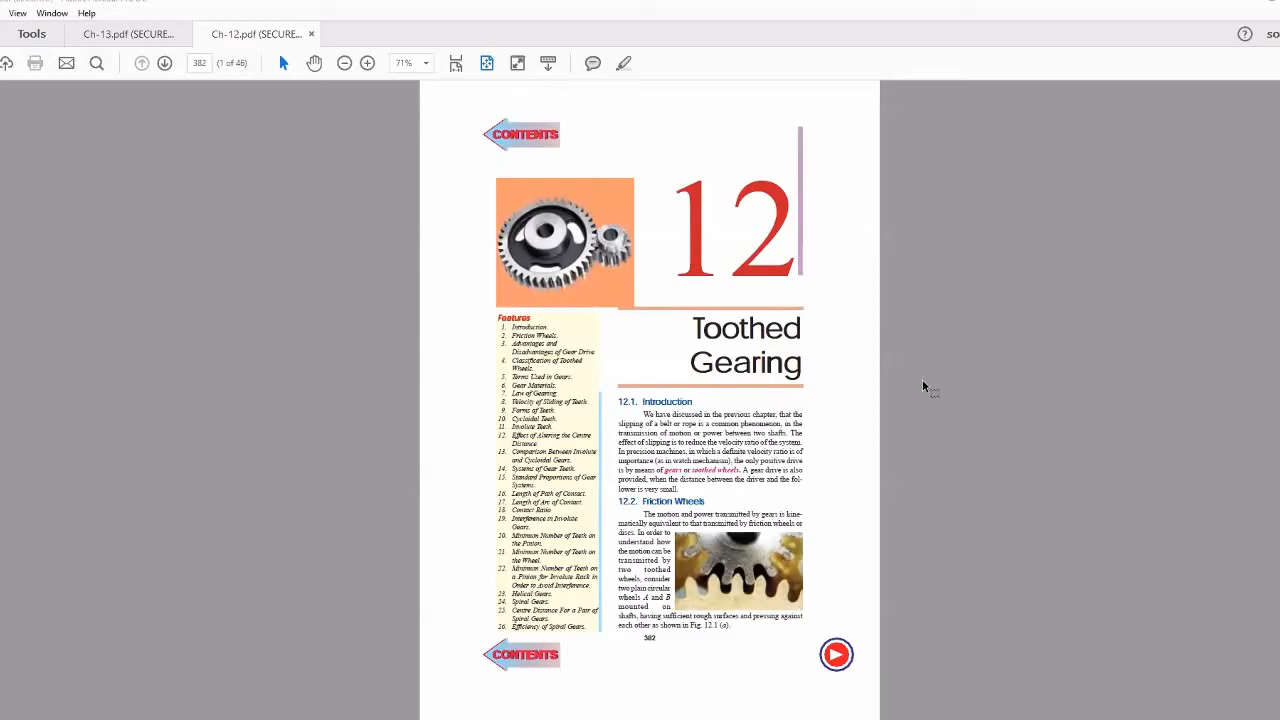 View Window Help
Tools Ch-13.pdf (SECURE... Ch-12.pdf (SECURE... ×
382 (1 of 46) 71%
CONTENTS
12
Toothed
Gearing
Features
1. Introduction.
2. Friction Wheels.
3. Advantages and
Disadvantages of Gear Drive
4. Classification of Toothed
Wheels.
5. Terms Used in Gears.
6. Gear Materials.
7. Law of Gearing.
8. Velocity of Sliding of Teeth.
9. Forms of Teeth.
10. Cycloidal Teeth.
11. Involute Teeth.
12. Effect of Altering the Centre
Distance.
13. Comparison Between Involute
and Cycloidal Gears.
14. Systems of Gear Teeth.
15. Standard Proportions of Gear
Systems.
16. Length of Path of Contact.
17. Length of Arc of Contact.
18. Contact Ratio
19. Interference in Involute
Gears.
20. Minimum Number of Teeth on
the Pinion.
21. Minimum Number of Teeth on
the Wheel.
22. Minimum Number of Teeth on
a Pinion for Involute Rack in
Order to Avoid Interference.
23. Helical Gears.
24. Spiral Gears.
25. Centre Distance For a Pair of
Spiral Gears.
26. Efficiency of Spiral Gears.
12.1. Introduction
We have discussed in the previous chapter, that the
slipping of a belt or rope is a common phenomenon, in the
transmission of motion or power between two shafts. The
effect of slipping is to reduce the velocity ratio of the system.
In precision machines, in which a definite velocity ratio is of
importance (as in watch mechanism), the only positive drive
is by means of gears or toothed wheels. A gear drive is also
provided, when the distance between the driver and the fol-
lower is very small.
12.2. Friction Wheels
The motion and power transmitted by gears is kine-
matically equivalent to that transmitted by friction wheels or
discs. In order to
understand how
the motion can be
transmitted by
two toothed
wheels, consider
two plain circular
wheels A and B
mounted on
shafts, having sufficient rough surfaces and pressing against
each other as shown in Fig. 12.1 (a).
382
CONTENTS